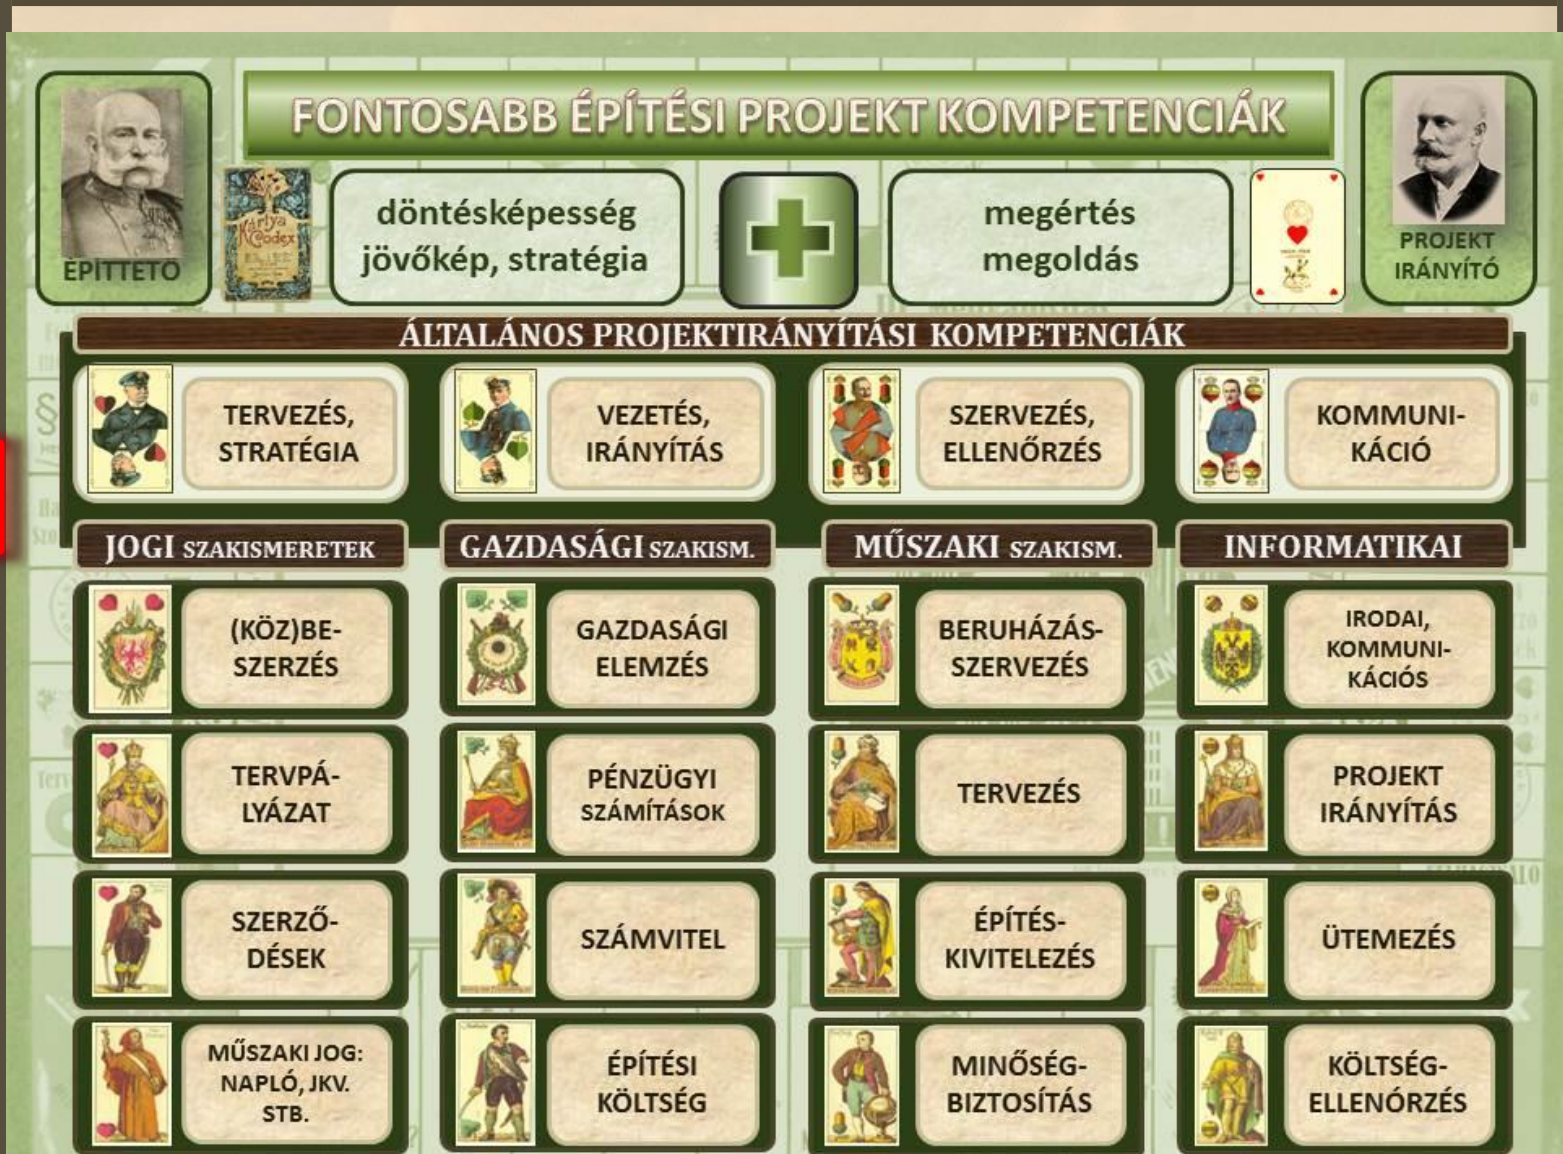 FONTOSABB ÉPÍTÉSI PROJEKT KOMPETENCIÁK
ÉPÍTTETŐ
Kártya
Codex
döntésképesség
jövőkép, stratégia
megértés
megoldás
PROJEKT
IRÁNYÍTÓ
ÁLTALÁNOS PROJEKTIRÁNYÍTÁSI KOMPETENCIÁK
TERVEZÉS,
STRATÉGIA
VEZETÉS,
IRÁNYÍTÁS
SZERVEZÉS,
ELLENŐRZÉS
KOMMUNI-
KÁCIÓ
JOGI SZAKISMERETEK
GAZDASÁGI SZAKISM.
MŰSZAKI SZAKISM.
INFORMATIKAI
(KÖZ)BE-
SZERZÉS
GAZDASÁGI
ELEMZÉS
BERUHÁZÁS-
SZERVEZÉS
IRODAI,
KOMMUNI-
KÁCIÓS
TERVPÁ-
LYÁZAT
PÉNZÜGYI
SZÁMÍTÁSOK
TERVEZÉS
PROJEKT
IRÁNYÍTÁS
SZERZŐ-
DÉSEK
SZÁMVITEL
ÉPÍTÉS-
KIVITELEZÉS
ÜTEMEZÉS
MŰSZAKI JOG:
NAPLÓ, JKV.
STB.
ÉPÍTÉSI
KÖLTSÉG
MINŐSÉG-
BIZTOSÍTÁS
KÖLTSÉG-
ELLENÓRZÉS